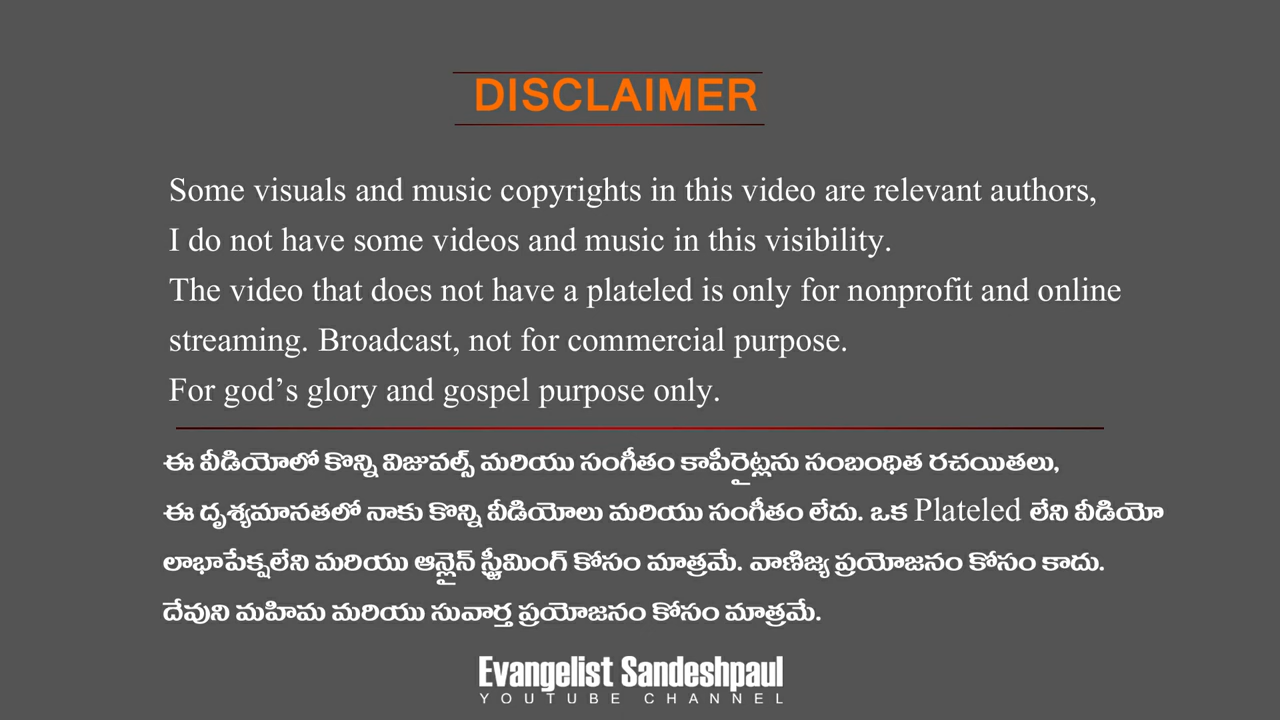 DISCLAIMER
Some visuals and music copyrights in this video are relevant authors,
I do not have some videos and music in this visibility.
The video that does not have a plateled is only for nonprofit and online
streaming. Broadcast, not for commercial purpose.
For god’s glory and gospel purpose only.
ఈ వీడియోలో కొన్ని విజువల్స్ మరియు సంగీతం కాపీరైట్లను సంబంధిత రచయితలు,
ఈ దృశ్యమానతలో నాకు కొన్ని వీడియోలు మరియు సంగీతం లేదు. ఒక Plateled లేని వీడియో
లాభాపేక్షలేని మరియు ఆన్లైన్ స్ట్రీమింగ్ కోసం మాత్రమే. వాణిజ్య ప్రయోజనం కోసం కాదు.
దేవుని మహిమ మరియు సువార్త ప్రయోజనం కోసం మాత్రమే.
Evangelist Sandeshpaul
YOUTUBE CHANNEL